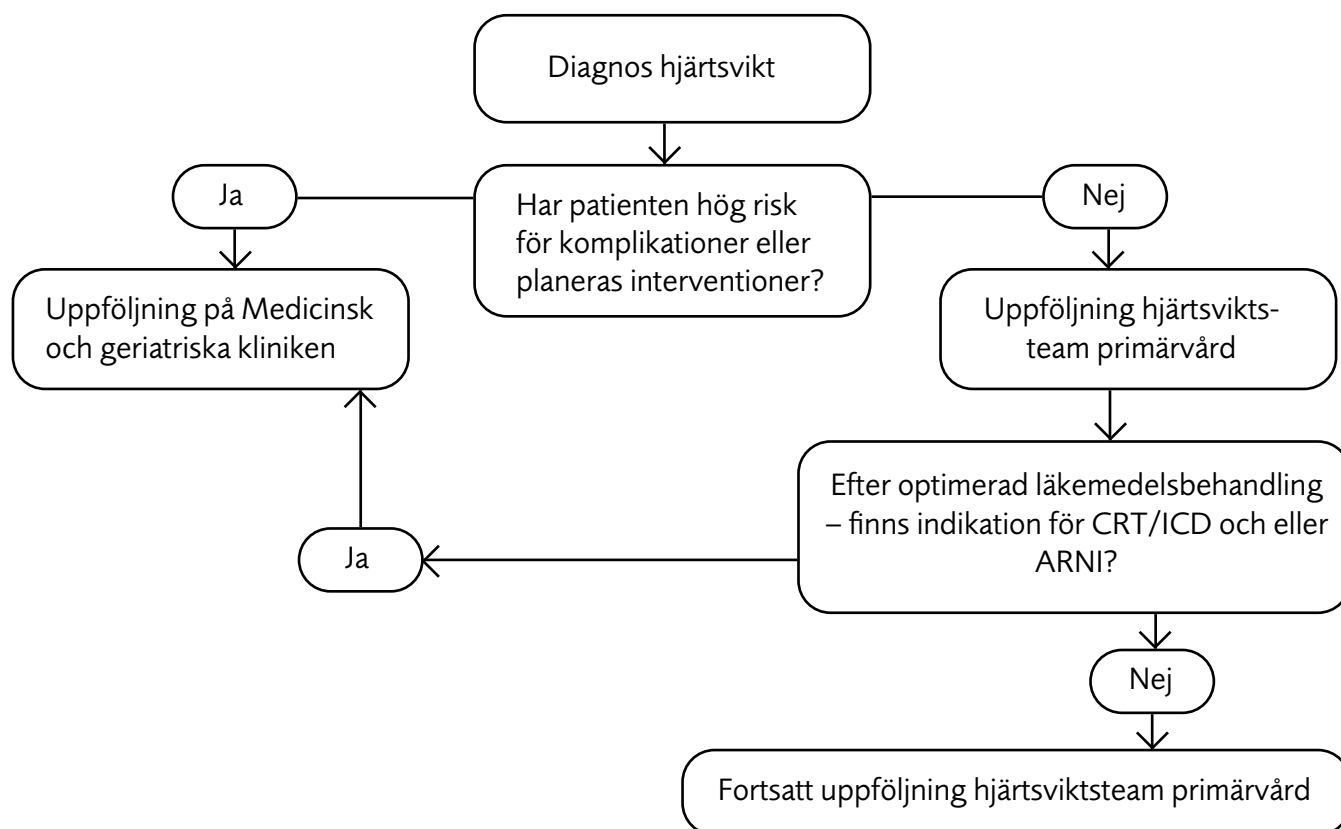 Diagnos hjärtsvikt
Ja
Har patienten hög risk
för komplikationer eller
planeras interventioner?
Nej
Uppföljning på Medicinsk
och geriatriska kliniken
Uppföljning hjärtsvikts-
team primärvård
Efter optimerad läkemedelsbehandling
– finns indikation för CRT/ICD och eller
ARNI?
Ja
Nej
Fortsatt uppföljning hjärtsviktsteam primärvård